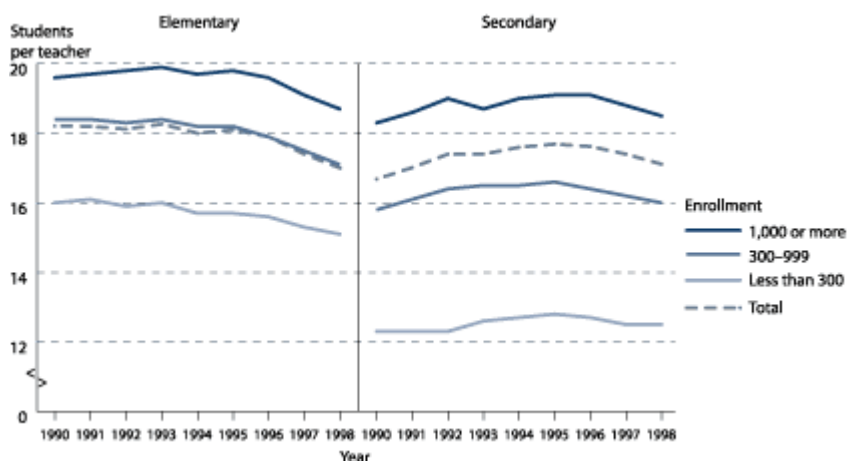 Elementary
Secondary
Students
per teacher
20
18
16
14
12
0
1990 1991 1992 1993 1994 1995 1996 1997 1998
1990 1991 1992 1993 1994 1995 1996 1997 1998
Year
Enrollment
1,000 or more
300–999
Less than 300
Total